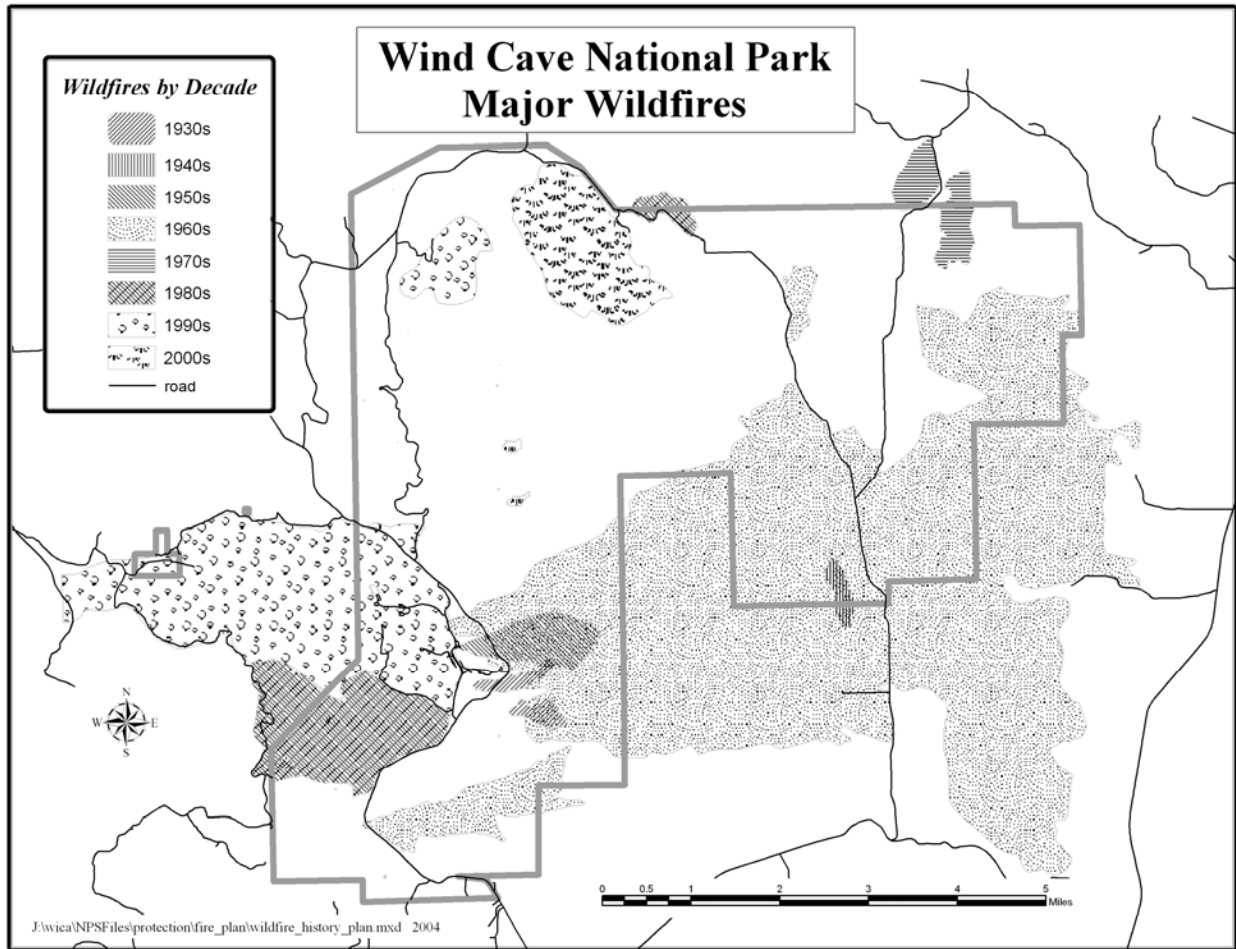 Wind Cave National Park
Major Wildfires
Wildfires by Decade
1930s
1940s
1950s
1960s
1970s
1980s
1990s
2000s
road
N
W E
S
0 0.5 1 2 3 4 5
Miles
J:\wica\NPSFiles\protection\fire_plan\wildfire_history_plan.mxd 2004